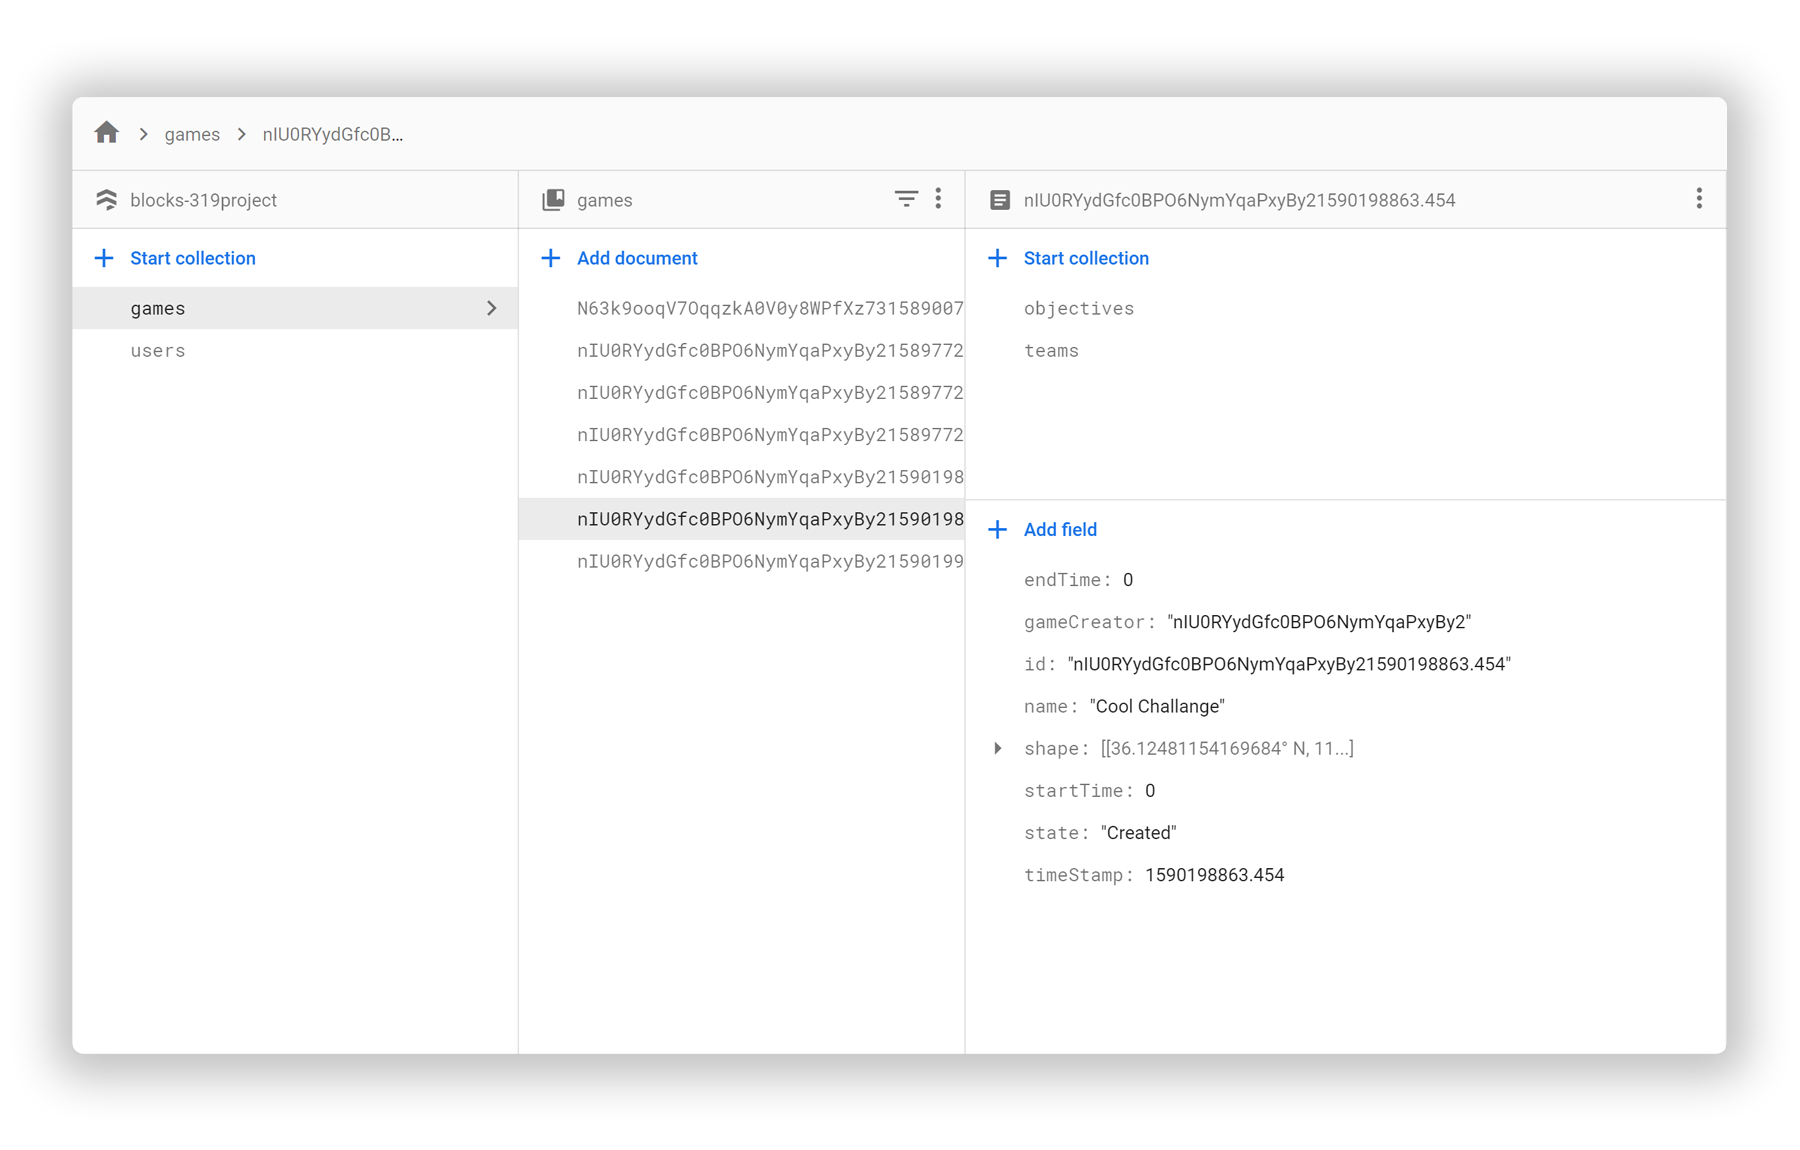 games nIU0RYydGfc0B...
blocks-319project
Start collection
games
users
games
Add document
N63k9ooqV7OqqzkA0V0y8WPfXz731589007
nIU0RYydGfc0BPO6NymYqaPxyBy21589772
nIU0RYydGfc0BPO6NymYqaPxyBy21589772
nIU0RYydGfc0BPO6NymYqaPxyBy21589772
nIU0RYydGfc0BPO6NymYqaPxyBy21590198
nIU0RYydGfc0BPO6NymYqaPxyBy21590198
nIU0RYydGfc0BPO6NymYqaPxyBy21590199
nIU0RYydGfc0BPO6NymYqaPxyBy21590198863.454
Start collection
objectives
teams
Add field
endTime: 0
gameCreator: "nIU0RYydGfc0BPO6NymYqaPxyBy2"
id: "nIU0RYydGfc0BPO6NymYqaPxyBy21590198863.454"
name: "Cool Challange"
shape: [[36.12481154169684° N, 11...]
startTime: 0
state: "Created"
timeStamp: 1590198863.454